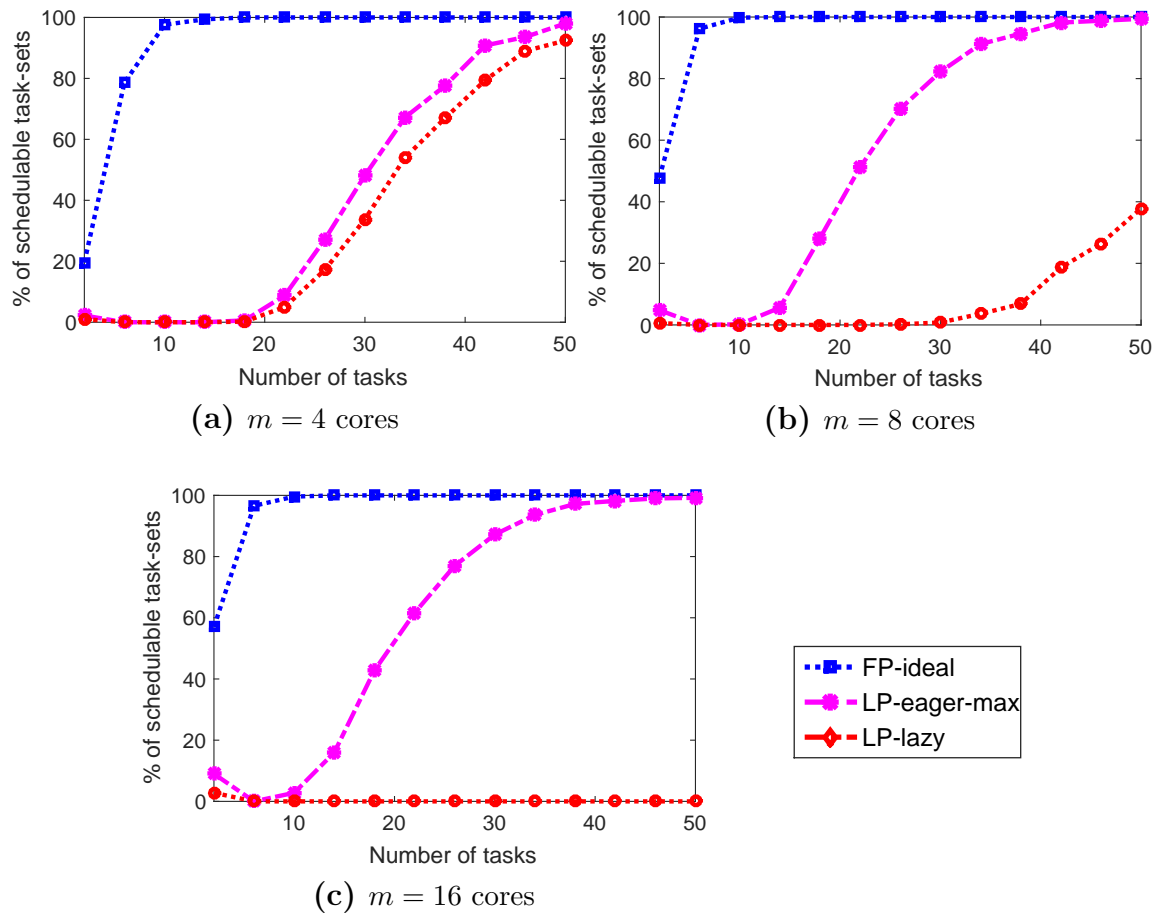 % of schedulable task-sets
100
80
60
40
20
0
10 20 30 40 50
Number of tasks
(a) m = 4 cores
% of schedulable task-sets
100
80
60
40
20
0
10 20 30 40 50
Number of tasks
(b) m = 8 cores
% of schedulable task-sets
100
80
60
40
20
0
10 20 30 40 50
Number of tasks
(c) m = 16 cores
FP-ideal
LP-eager-max
LP-lazy